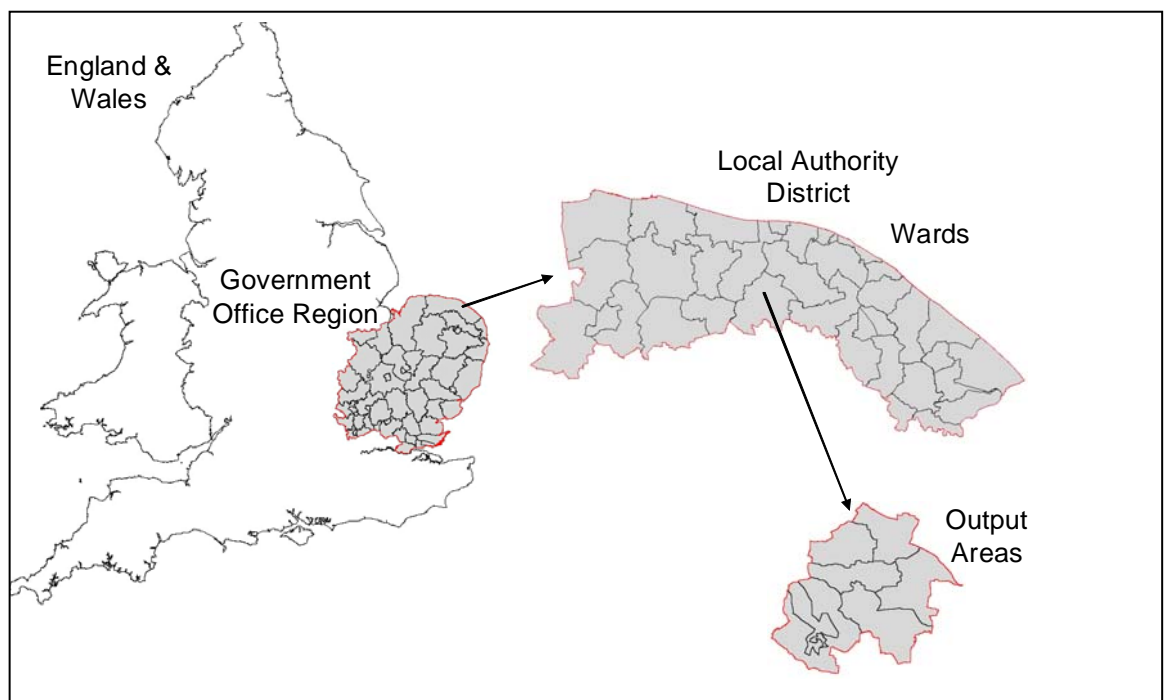 England &
Wales
Local Authority
District
Wards
Government
Office Region
Output
Areas